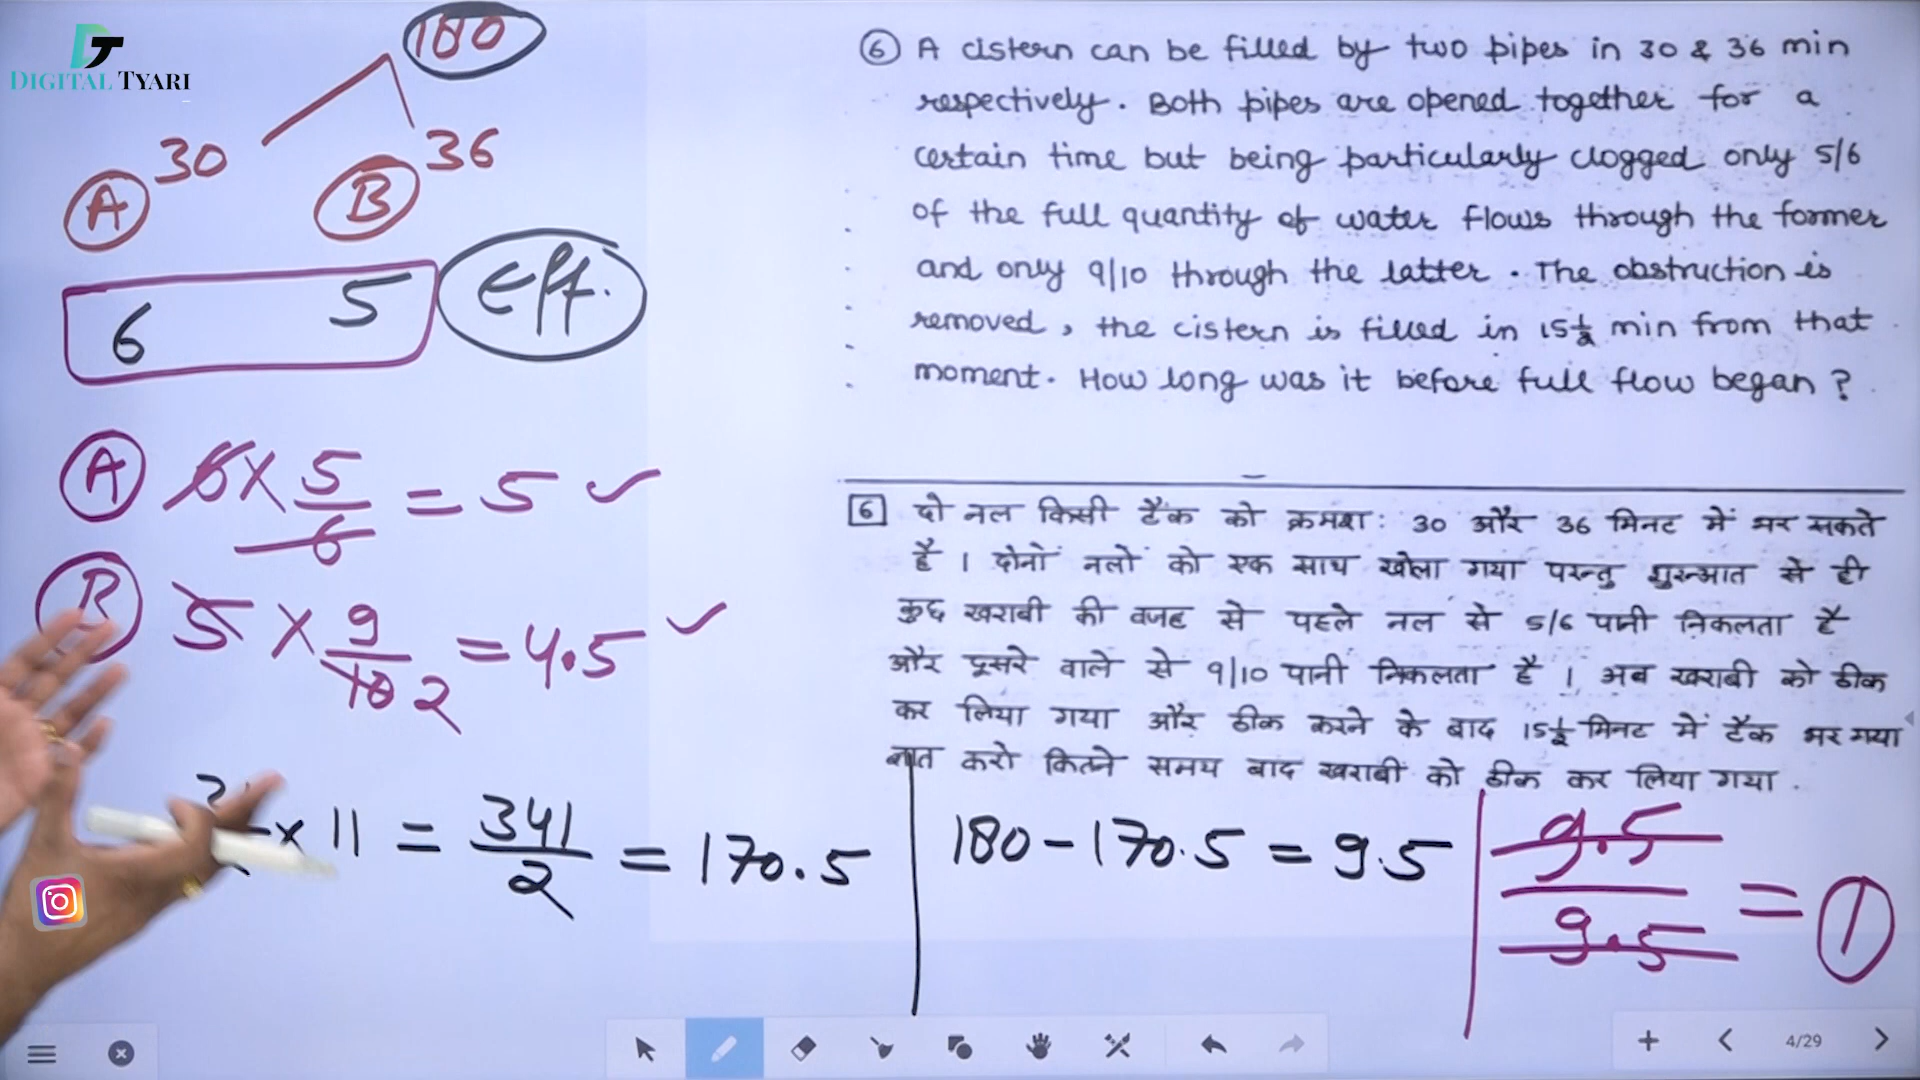 DT
DIGITAL TYARI
180
30 36
A B
6 5 Eff.
A 6 × 5/6 = 5 ✓
B 5 × 9/10 2 = 4.5 ✓
× 11 = 341/2 = 170.5
⑥ A cistern can be filled by two pipes in 30 & 36 min
respectively. Both pipes are opened together for a
certain time but being particularly clogged only 5/6
of the full quantity of water flows through the former
and only 9/10 through the latter. The obstruction is
removed, the cistern is filled in 15½ min from that
moment. How long was it before full flow began?
6 दो नल किसी टैंक को क्रमशः 30 और 36 मिनट में भर सकते
है । दोनों नलों को एक साथ खोला गया परन्तु शुरुआत से ही
कुछ खराबी की वजह से पहले नल से 5/6 पानी निकलता है
और दूसरे वाले से 9/10 पानी निकलता है । अब खराबी को ठीक
कर लिया गया और ठीक करने के बाद 15½ मिनट में टैंक भर गया
ज्ञात करो कितने समय बाद खराबी को ठीक कर लिया गया .
180 - 170.5 = 9.5
9.5/9.5 = 1
4/29